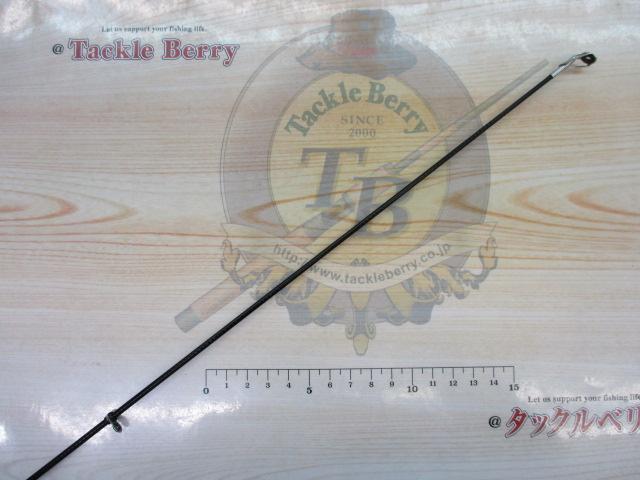 Let us support your fishing life.
@ Tackle Berry
Tackle Berry
SINCE
2000
TB
http://www.tackleberry.co.jp
0 1 2 3 4 5 6 7 8 9 10 11 12 13 14 15
Let us support your fishing life
@ タックルベリ